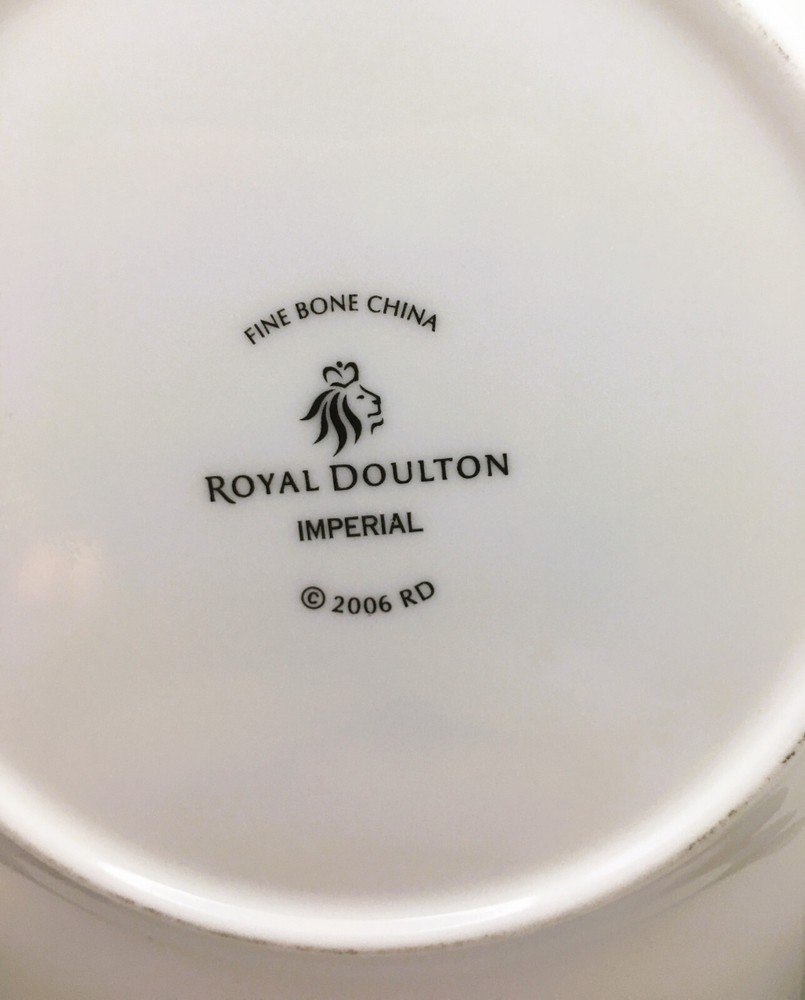 FINE BONE CHINA
ROYAL DOULTON
IMPERIAL
© 2006 RD